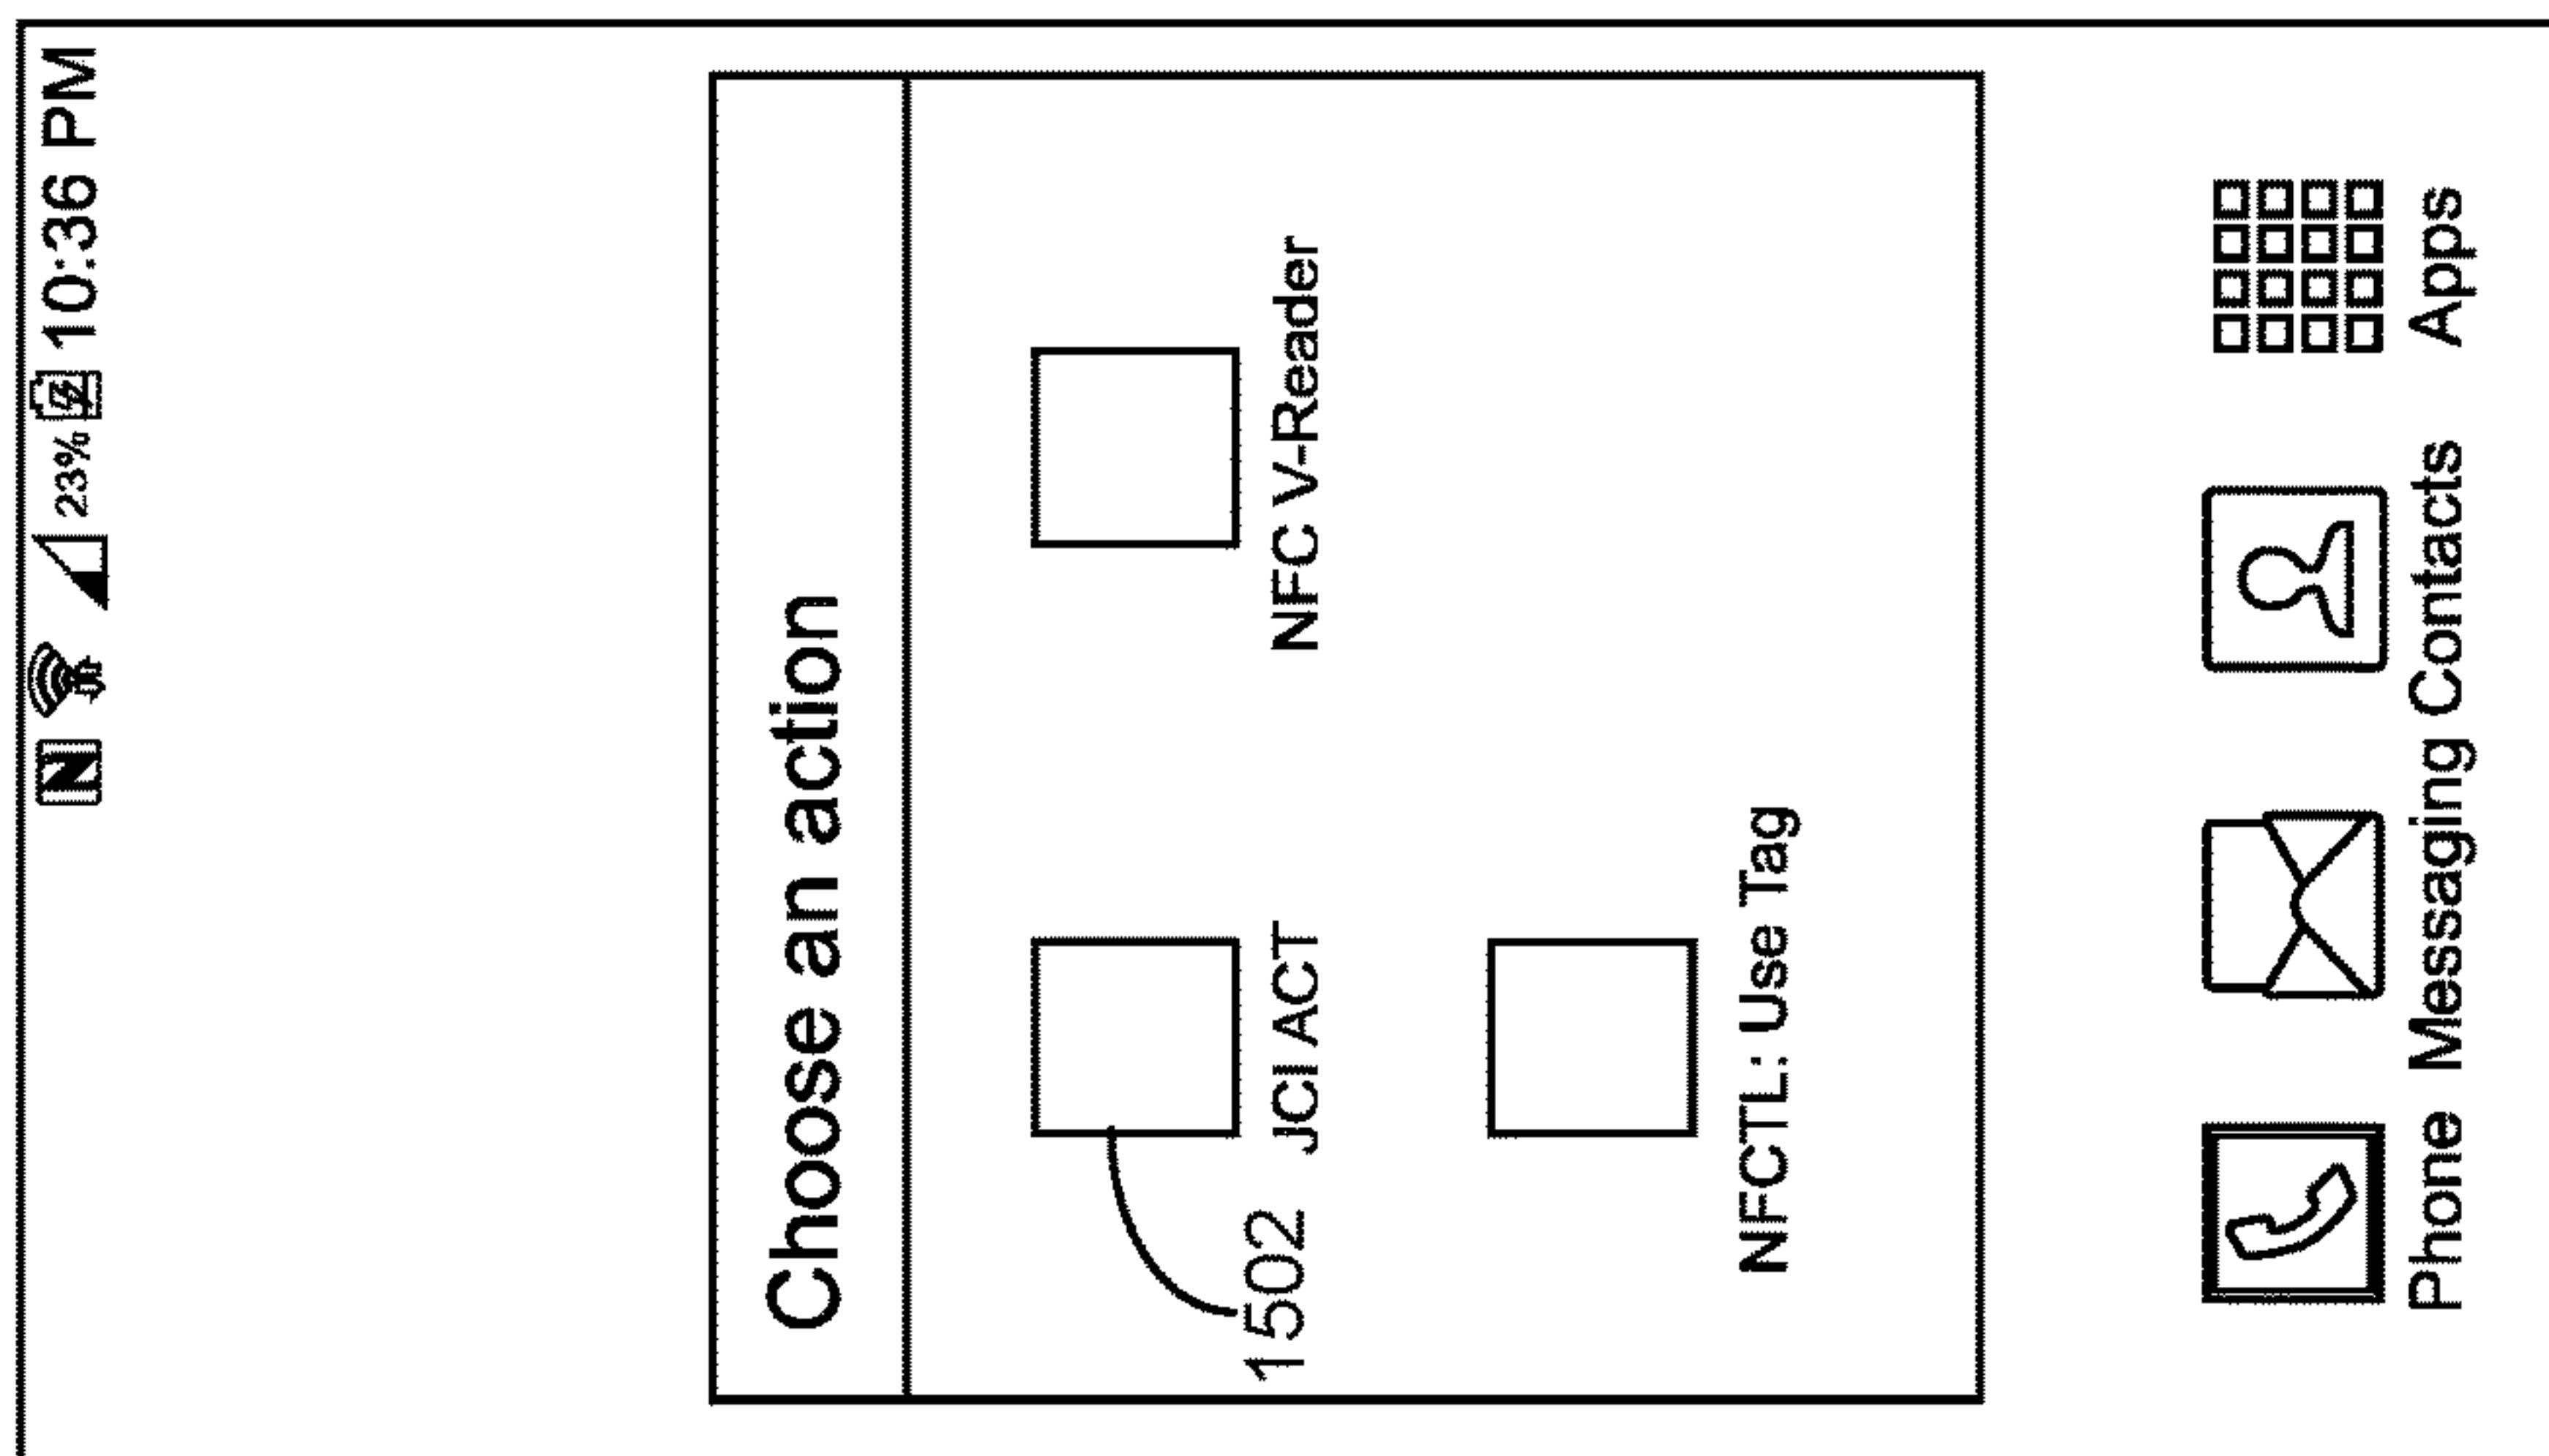 N 23% 10:36 PM
Choose an action
JCI ACT NFC V-Reader
1502
NFCTL: Use Tag
Phone Messaging Contacts Apps